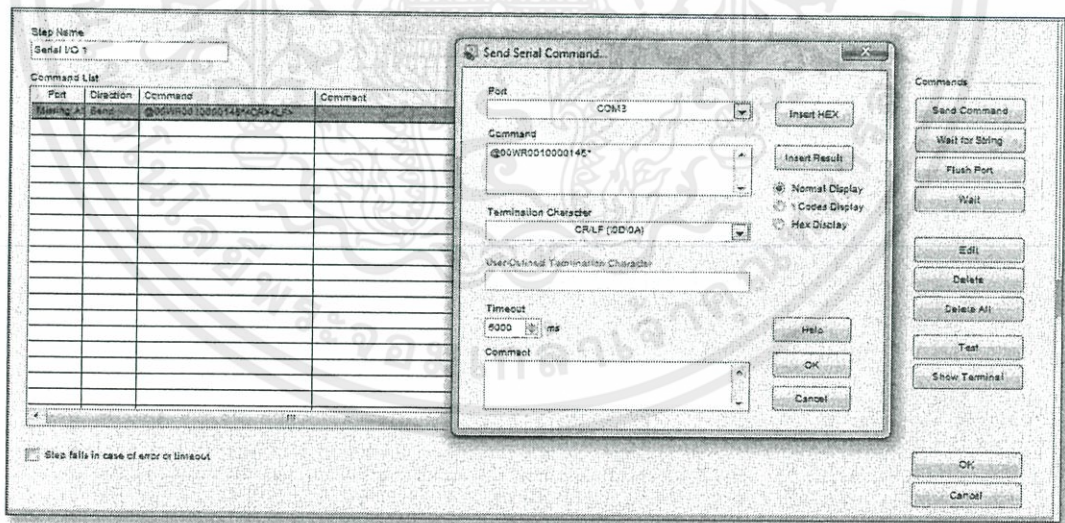 Step Name
Serial I/O 1
Command List
Port Direction Command Comment
Send
Send Serial Command...
Port
COM3
Insert HEX
Command
@00WR0010000145*
Insert Result
Normal Display
Codes Display
Hex Display
Termination Character
CR/LF (\0D\0A)
User-Defined Termination Character
Timeout
5000 ms
Help
Comment
OK
Cancel
Commands
Send Command
Wait for String
Flush Port
Wait
Edit
Delete
Delete All
Test
Show Terminal
Step fails in case of error or timeout
OK
Cancel